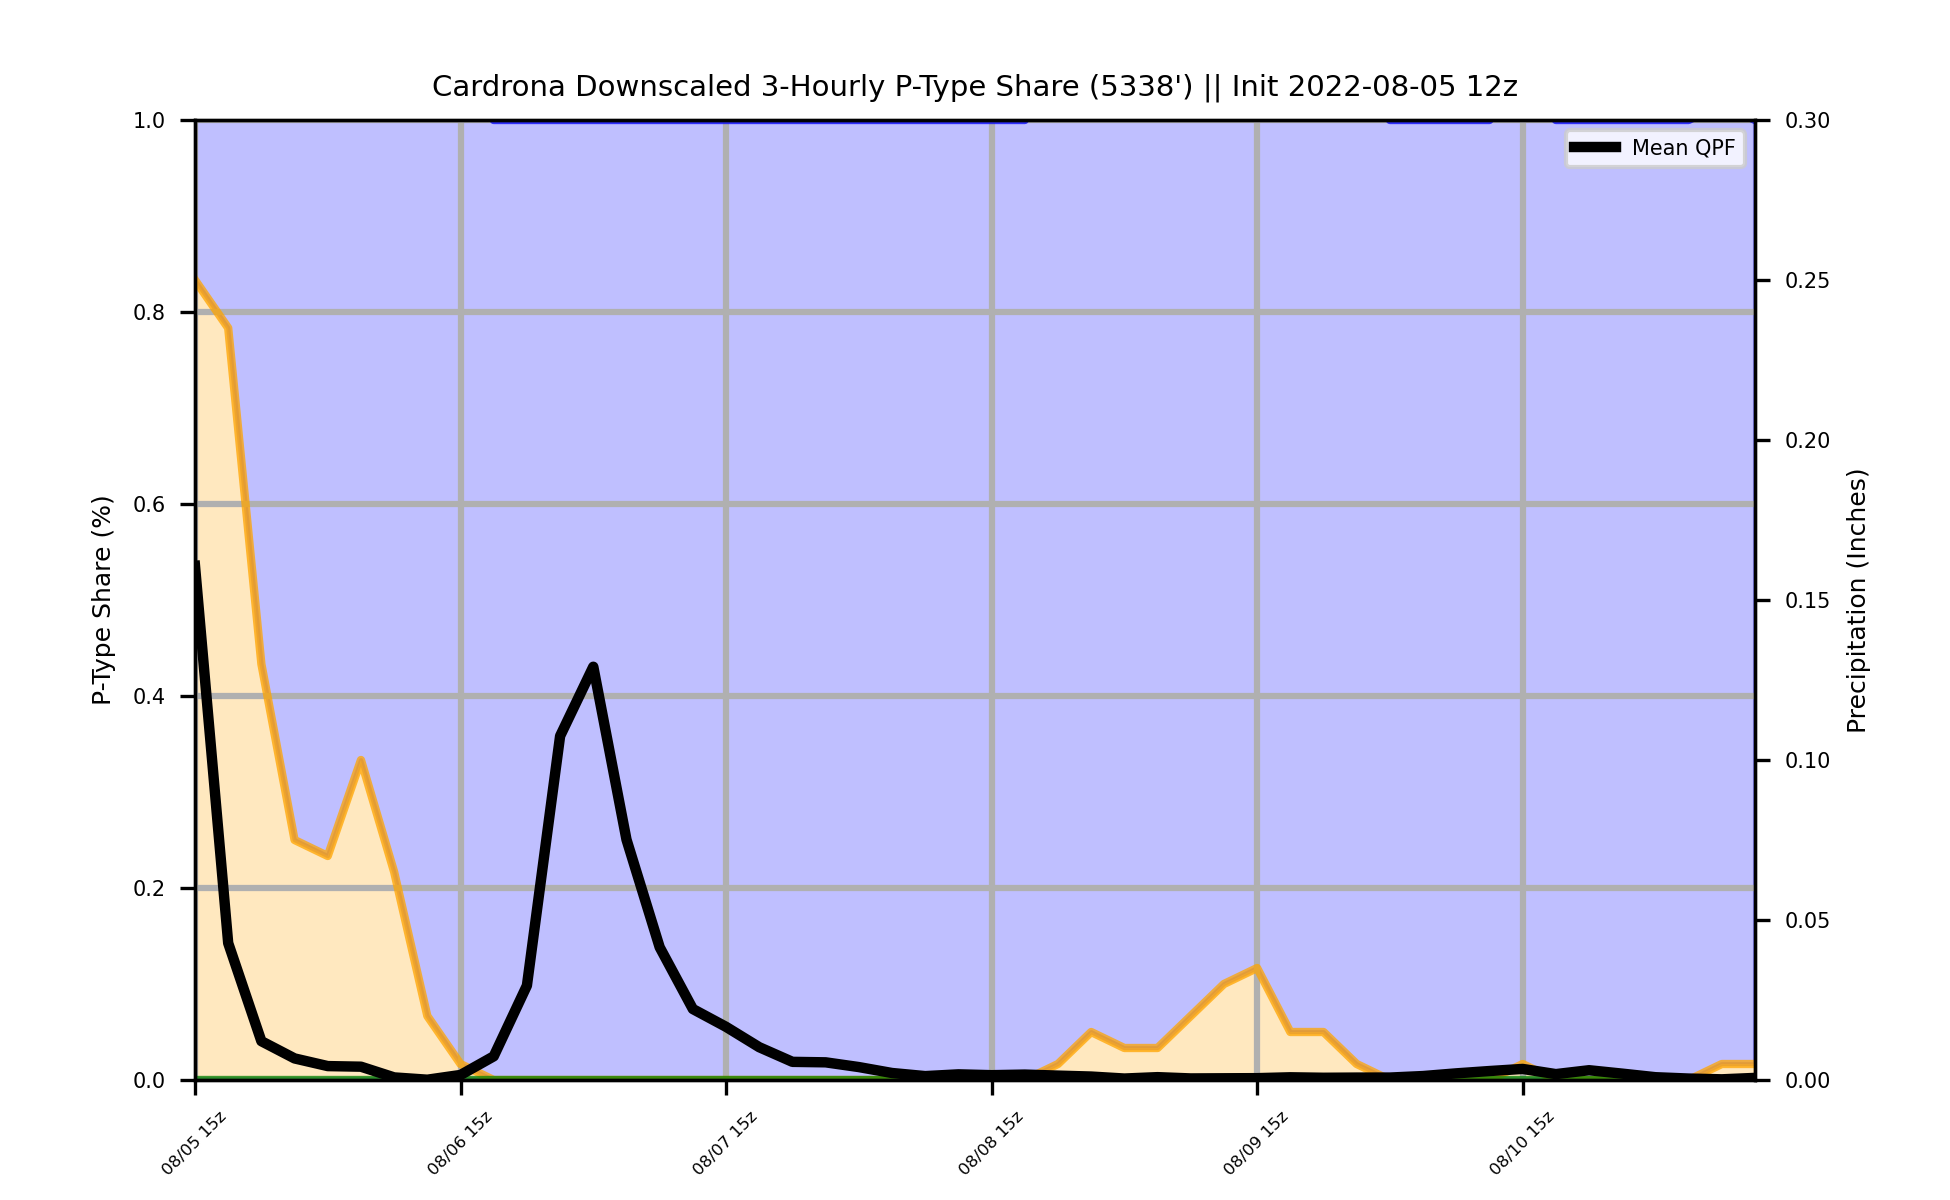 Cardrona Downscaled 3-Hourly P-Type Share (5338') || Init 2022-08-05 12z
1.0
0.8
0.6
0.4
0.2
0.0
P-Type Share (%)
Mean QPF
0.30
0.25
0.20
0.15
0.10
0.05
0.00
Precipitation (Inches)
08/05 15z
08/06 15z
08/07 15z
08/08 15z
08/09 15z
08/10 15z